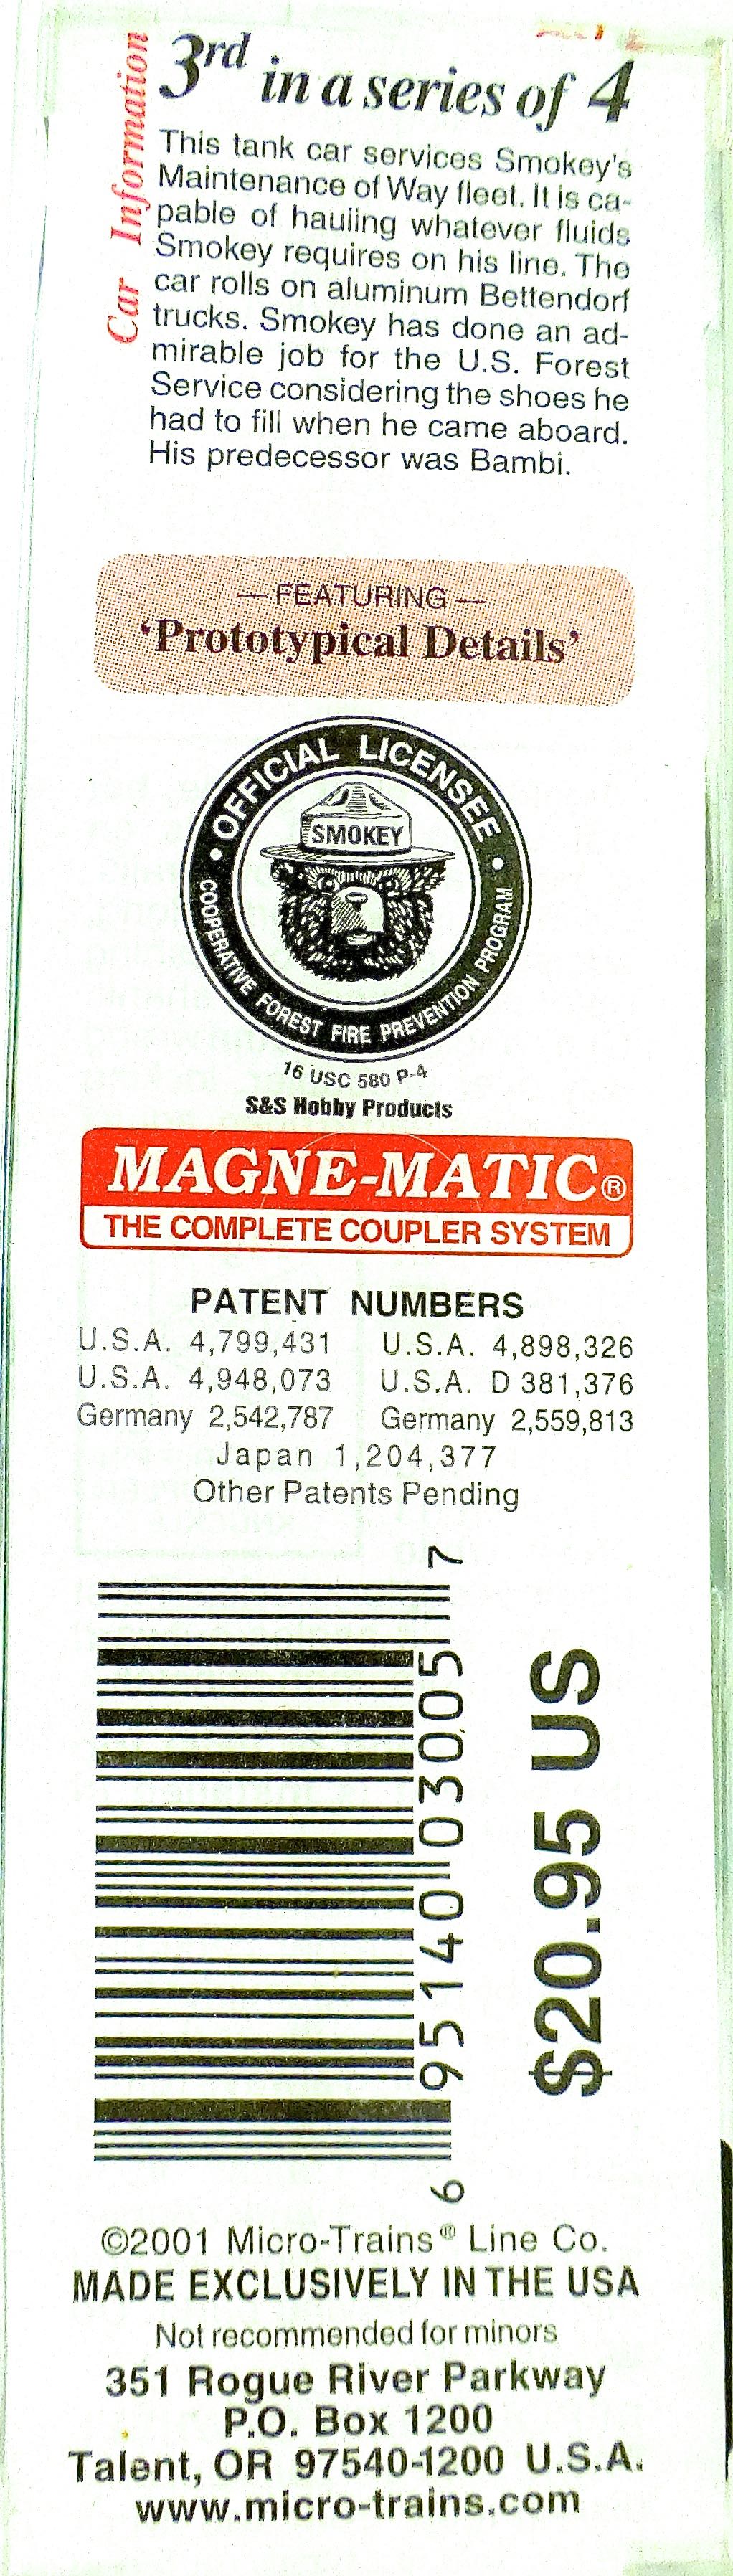 Car Information
3rd in a series of 4
This tank car services Smokey's
Maintenance of Way fleet. It is ca-
pable of hauling whatever fluids
Smokey requires on his line. The
car rolls on aluminum Bettendorf
trucks. Smokey has done an ad-
mirable job for the U.S. Forest
Service considering the shoes he
had to fill when he came aboard.
His predecessor was Bambi.
— FEATURING —
‘Prototypical Details’
• OFFICIAL LICENSEE •
SMOKEY
COOPERATIVE FOREST FIRE PREVENTION PROGRAM
16 USC 580 P-4
S&S Hobby Products
MAGNE-MATIC®
THE COMPLETE COUPLER SYSTEM
PATENT NUMBERS
U.S.A. 4,799,431 U.S.A. 4,898,326
U.S.A. 4,948,073 U.S.A. D 381,376
Germany 2,542,787 Germany 2,559,813
Japan 1,204,377
Other Patents Pending
6 95140 03005 7
$20.95 US
©2001 Micro-Trains® Line Co.
MADE EXCLUSIVELY IN THE USA
Not recommended for minors
351 Rogue River Parkway
P.O. Box 1200
Talent, OR 97540-1200 U.S.A.
www.micro-trains.com